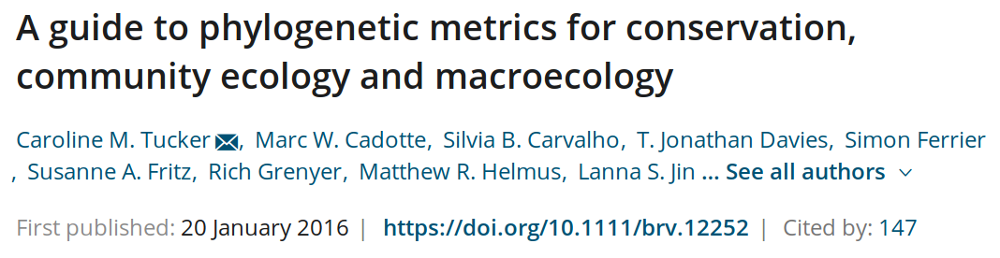 A guide to phylogenetic metrics for conservation,
community ecology and macroecology
Caroline M. Tucker, Marc W. Cadotte, Silvia B. Carvalho, T. Jonathan Davies, Simon Ferrier
, Susanne A. Fritz, Rich Grenyer, Matthew R. Helmus, Lanna S. Jin ... See all authors
First published: 20 January 2016 | https://doi.org/10.1111/brv.12252 | Cited by: 147